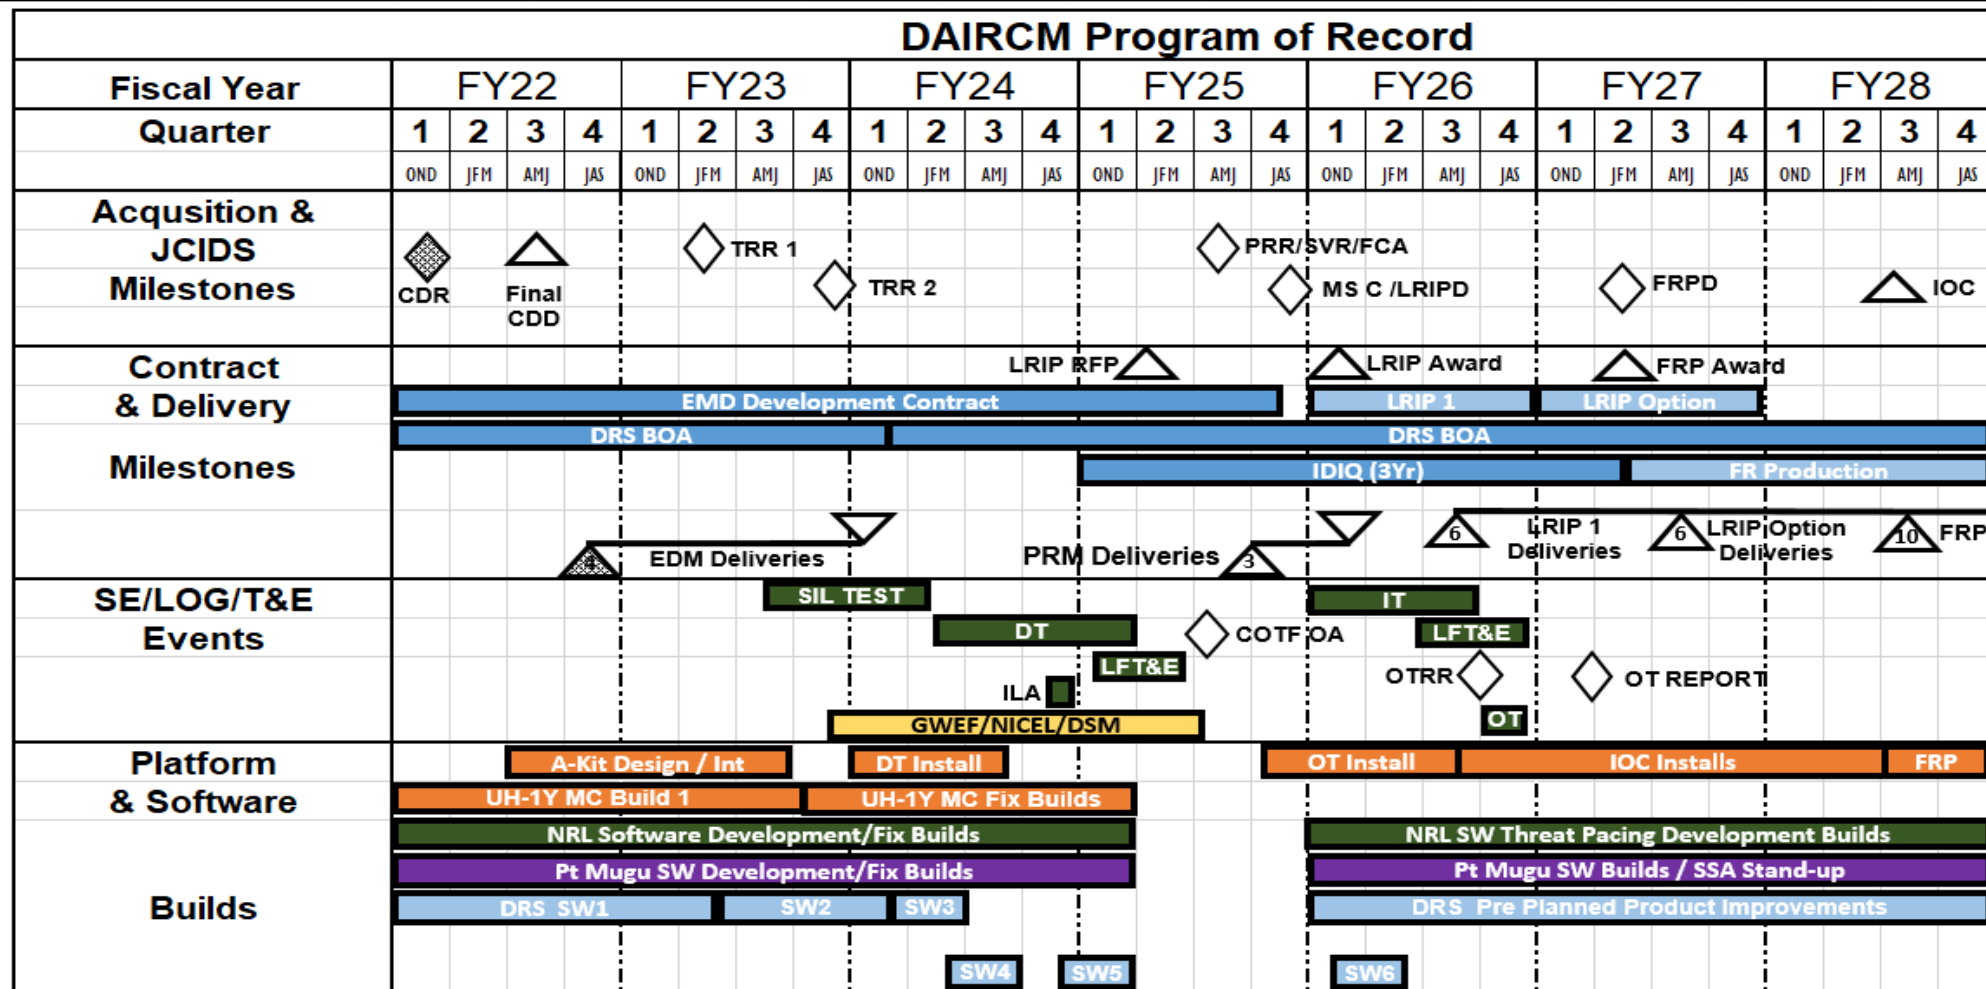 DAIRCM Program of Record
Fiscal Year FY22 FY23 FY24 FY25 FY26 FY27 FY28
Quarter 1 2 3 4 1 2 3 4 1 2 3 4 1 2 3 4 1 2 3 4 1 2 3 4 1 2 3 4
OND JFM AMJ JAS OND JFM AMJ JAS OND JFM AMJ JAS OND JFM AMJ JAS OND JFM AMJ JAS OND JFM AMJ JAS OND JFM AMJ JAS
Acqusition &
JCIDS
Milestones
TRR 1
PRR/SVR/FCA
CDR
Final
CDD
TRR 2
MS C /LRIPD
FRPD
IOC
Contract
& Delivery
Milestones
LRIP RFP
LRIP Award
FRP Award
EMD Development Contract
LRIP 1
LRIP Option
DRS BOA
DRS BOA
IDIQ (3Yr)
FR Production
4
EDM Deliveries
PRM Deliveries
3
6
LRIP 1
Deliveries
6
LRIP Option
Deliveries
10
FRP
SE/LOG/T&E
Events
SIL TEST
IT
DT
COTF OA
LFT&E
LFT&E
OTRR
OT REPORT
ILA
OT
GWEF/NICEL/DSM
Platform
& Software
Builds
A-Kit Design / Int
DT Install
OT Install
IOC Installs
FRP
UH-1Y MC Build 1
UH-1Y MC Fix Builds
NRL Software Development/Fix Builds
NRL SW Threat Pacing Development Builds
Pt Mugu SW Development/Fix Builds
Pt Mugu SW Builds / SSA Stand-up
DRS SW1
SW2
SW3
DRS Pre Planned Product Improvements
SW4
SW5
SW6